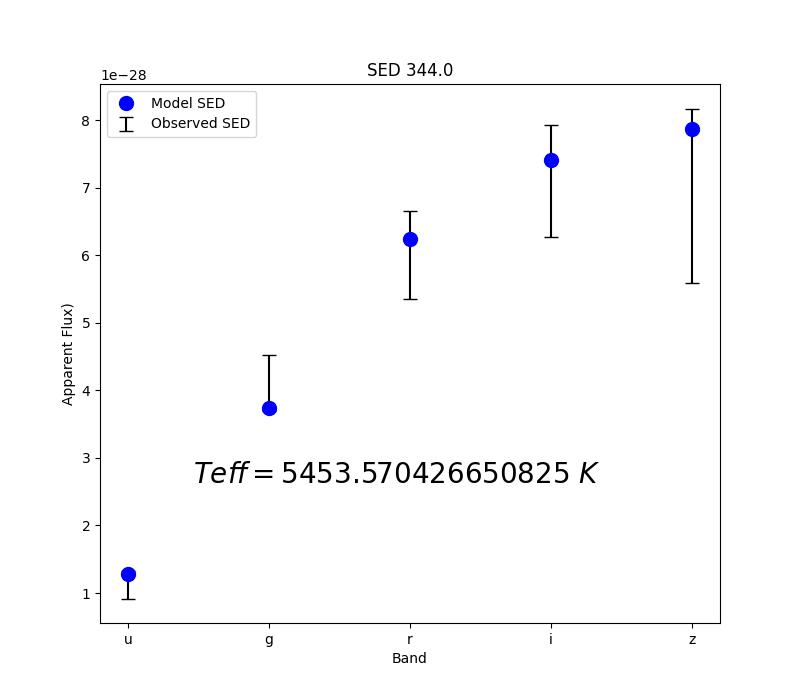 SED 344.0
1e−28
Model SED
Observed SED
8
7
6
5
4
3
2
1
Apparent Flux)
Teff = 5453.570426650825 K
u g r i z
Band